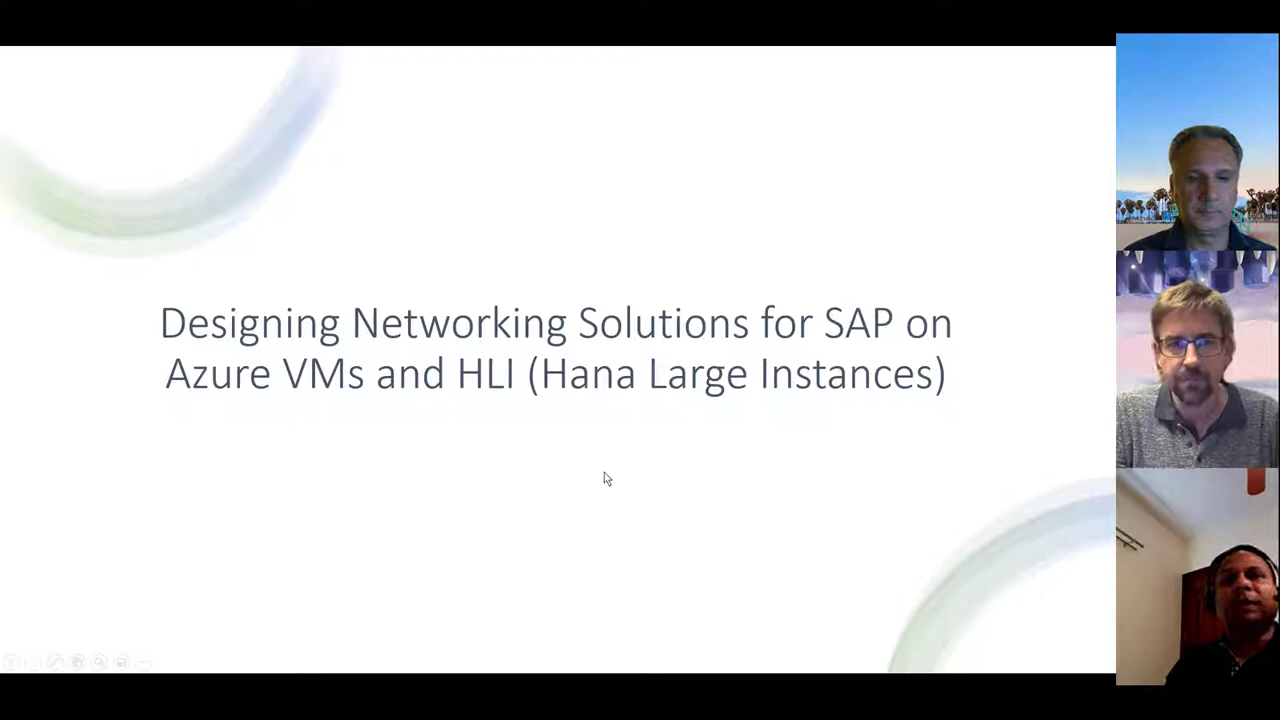 Designing Networking Solutions for SAP on
Azure VMs and HLI (Hana Large Instances)